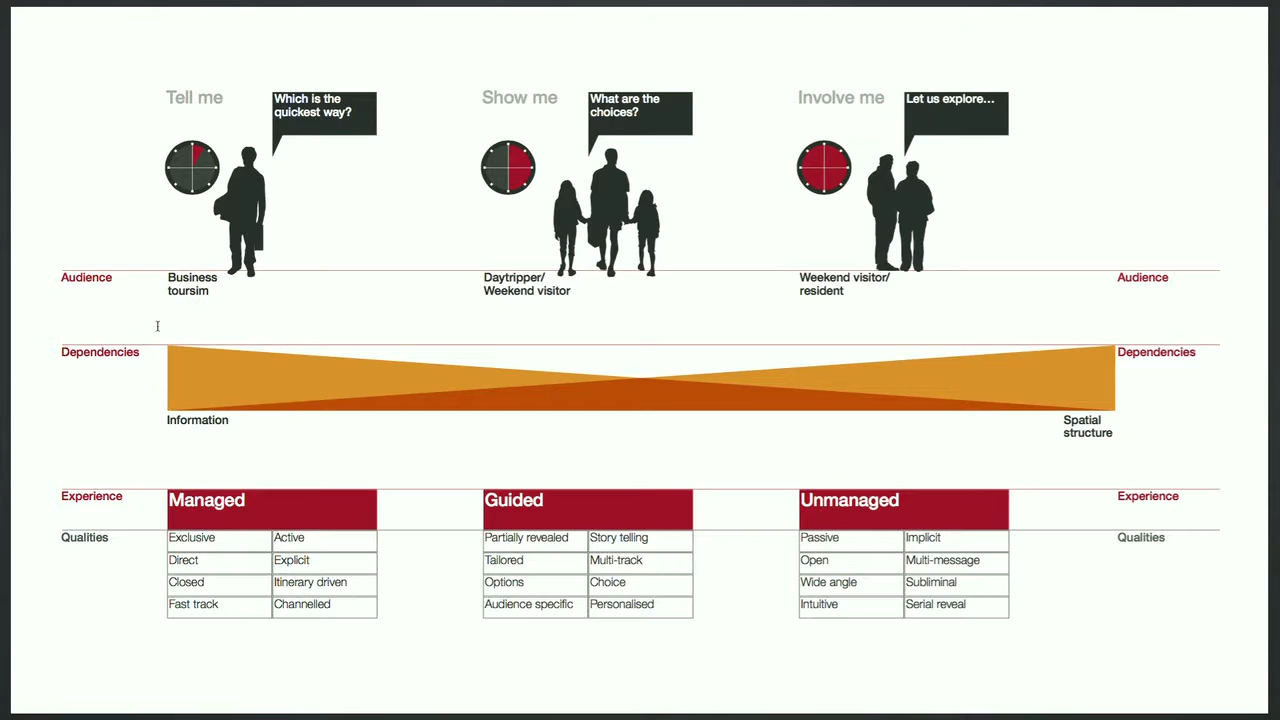 Tell me
Which is the
quickest way?
Show me
What are the
choices?
Involve me
Let us explore...
Audience
Business
toursim
Daytripper/
Weekend visitor
Weekend visitor/
resident
Audience
Dependencies
Dependencies
Information
Spatial
structure
Experience
Managed
Guided
Unmanaged
Experience
Qualities
Exclusive
Active
Partially revealed
Story telling
Passive
Implicit
Qualities
Direct
Explicit
Tailored
Multi-track
Open
Multi-message
Closed
Itinerary driven
Options
Choice
Wide angle
Subliminal
Fast track
Channelled
Audience specific
Personalised
Intuitive
Serial reveal